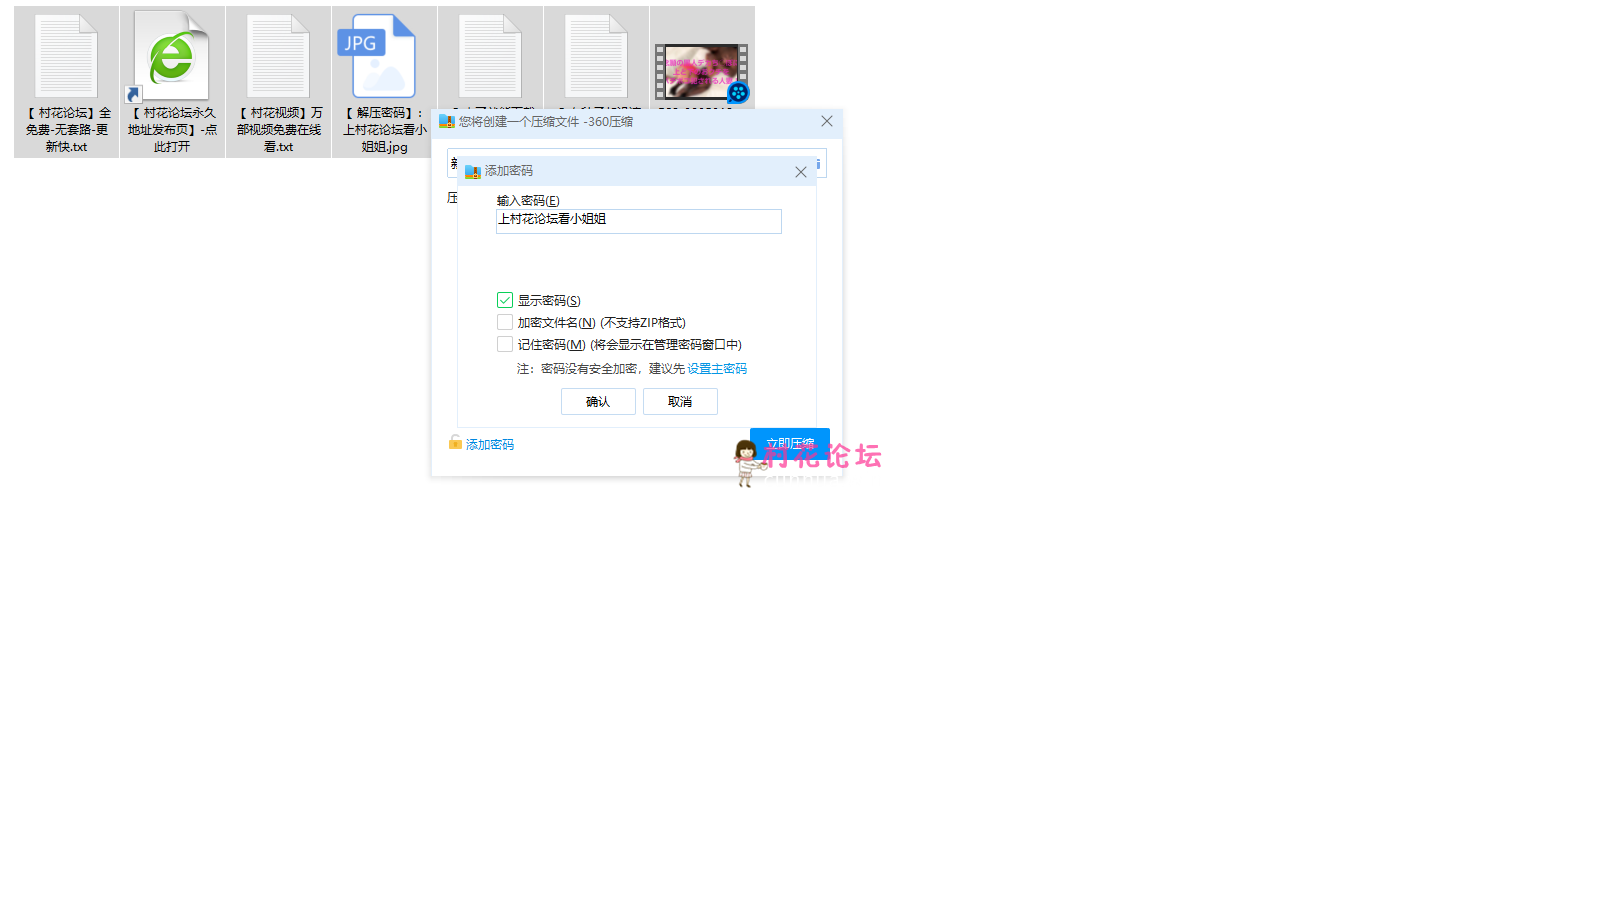 【 村花论坛】全
免费-无套路-更
新快.txt
【 村花论坛永久
地址发布页】-点
此打开
【 村花视频】万
部视频免费在线
看.txt
JPG
【 解压密码】:
上村花论坛看小
姐姐.jpg
您将创建一个压缩文件 -360压缩
添加密码
输入密码(E)
上村花论坛看小姐姐
显示密码(S)
加密文件名(N) (不支持ZIP格式)
记住密码(M) (将会显示在管理密码窗口中)
注：密码没有安全加密，建议先 设置主密码
确认
取消
添加密码
立即压缩
村花论坛